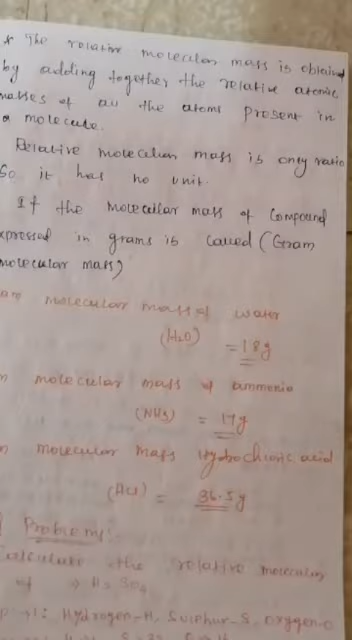 * The relative molecular mass is obtained
by adding together the relative atomic
masses of all the atoms present in
a molecule.
Relative molecular mass is only ratio
So it has no unit.
If the molecullar mass of compound
expressed in grams is called (Gram
molecular mass)
molecular mass of water
(H2O) = 18g
molecular mass of ammonia
(NH3) = 17g
molecular mass Hydrochloric acid
(HCl) = 36.5g
Problems:
Calculate the relative molecular
of → H2SO4
Hydrogen-H, Sulphur-S, Oxygen-O